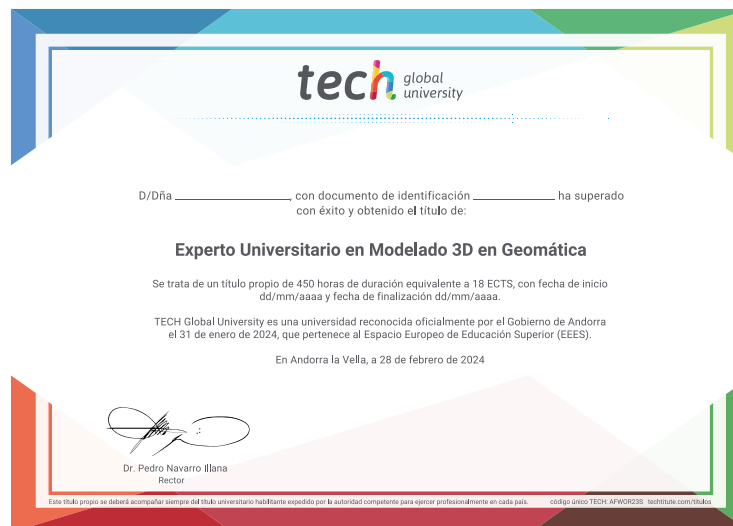 tech global
university
D/Dña ____________________, con documento de identificación ______________ ha superado
con éxito y obtenido el título de:
Experto Universitario en Modelado 3D en Geomática
Se trata de un título propio de 450 horas de duración equivalente a 18 ECTS, con fecha de inicio
dd/mm/aaaa y fecha de finalización dd/mm/aaaa.
TECH Global University es una universidad reconocida oficialmente por el Gobierno de Andorra
el 31 de enero de 2024, que pertenece al Espacio Europeo de Educación Superior (EEES).
En Andorra la Vella, a 28 de febrero de 2024
Dr. Pedro Navarro Illana
Rector
Este título propio se deberá acompañar siempre del título universitario habilitante expedido por la autoridad competente para ejercer profesionalmente en cada país. código único TECH: AFWOR23S techtitute.com/titulos